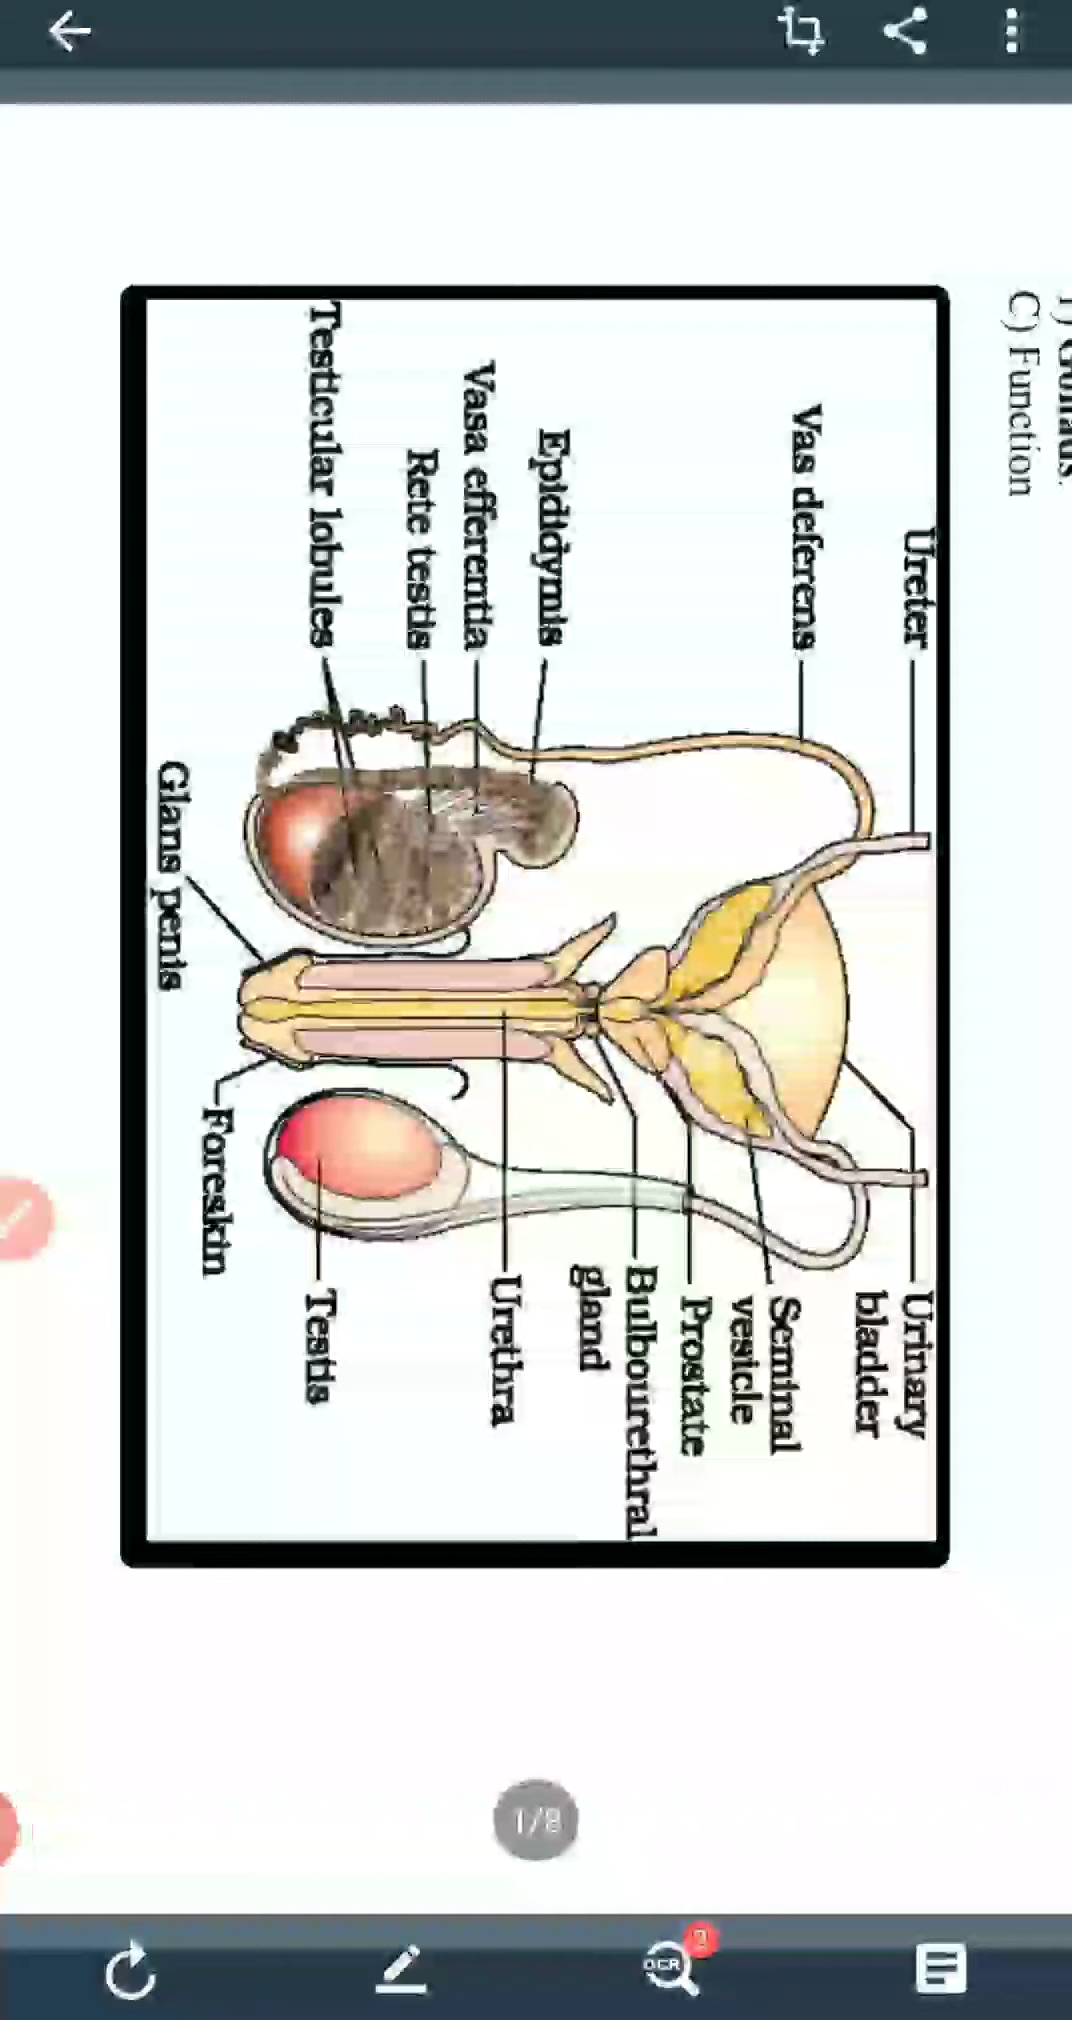 C) Function
Ureter
Vas deferens
Epididymis
Vasa efferentia
Rete testis
Testicular lobules
Glans penis
Urinary
bladder
Seminal
vesicle
Prostate
Bulbourethral
gland
Urethra
Testis
Foreskin
1/8
OCR